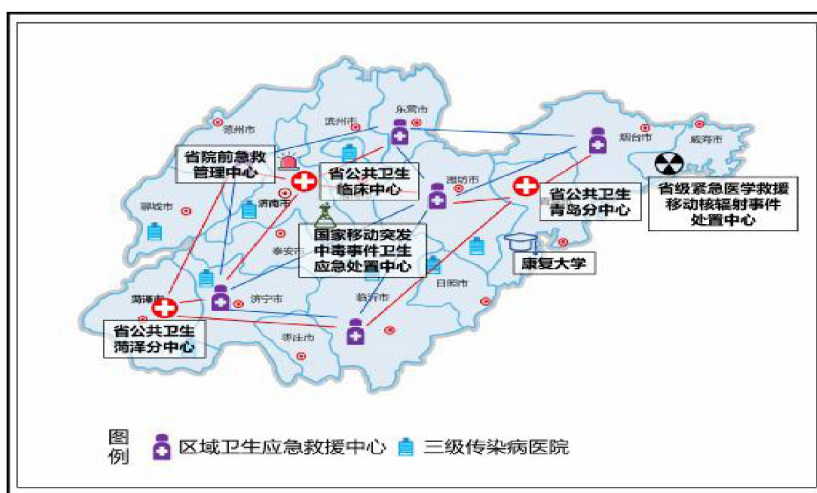 东营市
滨州市
德州市
烟台市
威海市
省院前急救
管理中心
省公共卫生
临床中心
潍坊市
省公共卫生
青岛分中心
省级紧急医学救援
移动核辐射事件
处置中心
聊城市
济南市
国家移动突发
中毒事件卫生
应急处置中心
泰安市
康复大学
日照市
菏泽市
济宁市
临沂市
省公共卫生
菏泽分中心
枣庄市
图
例
区域卫生应急救援中心
三级传染病医院